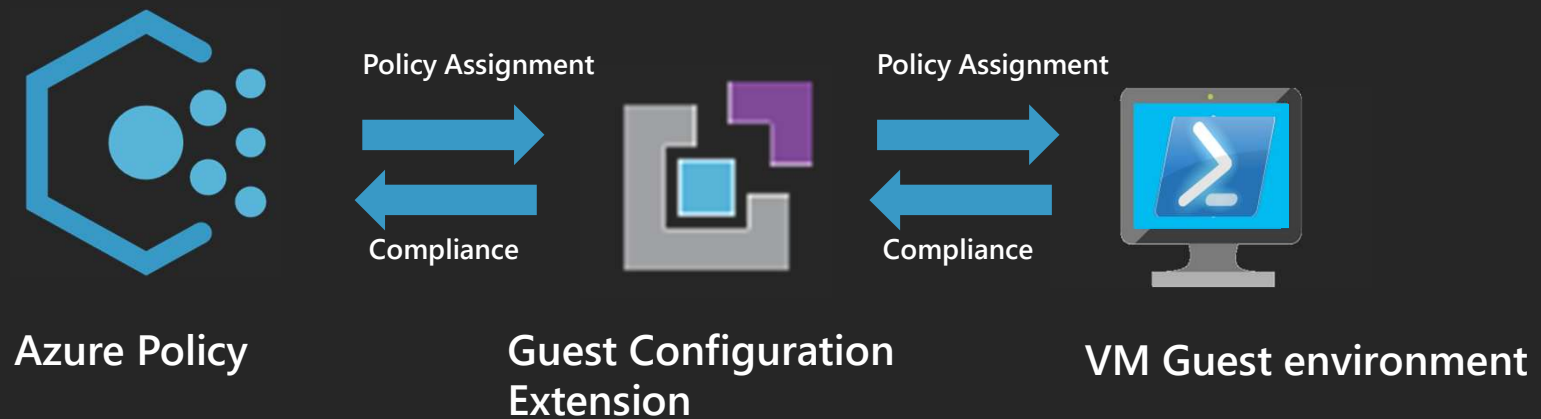 Policy Assignment
Policy Assignment
Compliance
Compliance
Azure Policy
Guest Configuration
Extension
VM Guest environment